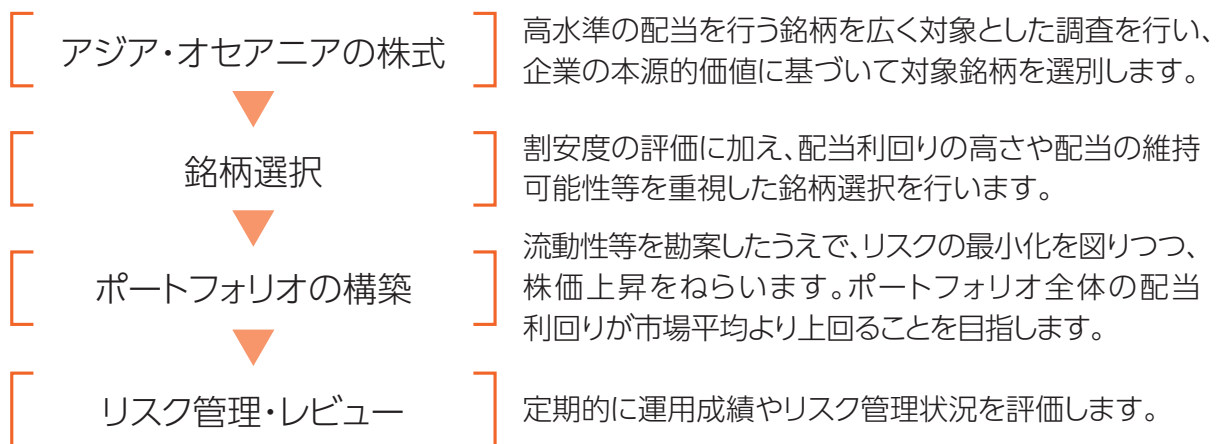 アジア・オセアニアの株式
高水準の配当を行う銘柄を広く対象とした調査を行い、
企業の本源的価値に基づいて対象銘柄を選別します。
銘柄選択
割安度の評価に加え、配当利回りの高さや配当の維持
可能性等を重視した銘柄選択を行います。
ポートフォリオの構築
流動性等を勘案したうえで、リスクの最小化を図りつつ、
株価上昇をねらいます。ポートフォリオ全体の配当
利回りが市場平均より上回ることを目指します。
リスク管理・レビュー
定期的に運用成績やリスク管理状況を評価します。